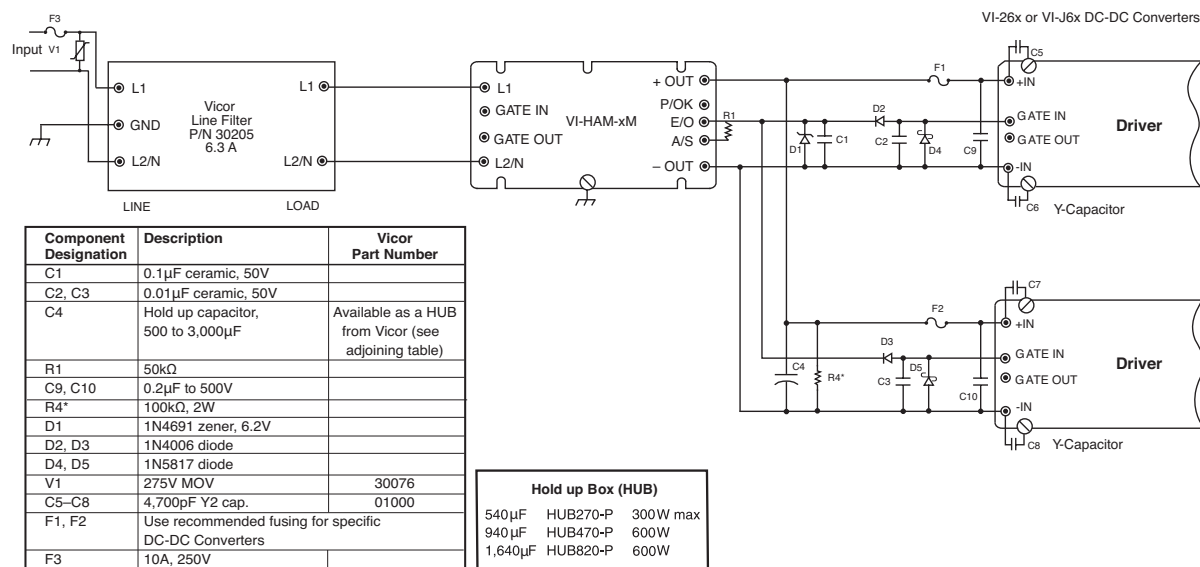 VI-26x or VI-J6x DC-DC Converters
F3
Input V1
L1
GND
L2/N
Vicor
Line Filter
P/N 30205
6.3 A
L1
L2/N
LINE
LOAD
L1
GATE IN
GATE OUT
L2/N
VI-HAM-xM
+ OUT
P/OK
E/O
A/S
– OUT
R1
D1
C1
D2
C2
D4
F1
C9
C5
+IN
GATE IN
GATE OUT
-IN
Driver
C6
Y-Capacitor
C4
R4*
D3
C3
D5
F2
C10
C7
+IN
GATE IN
GATE OUT
-IN
Driver
C8
Y-Capacitor
Component Designation Description Vicor Part Number
C1 0.1µF ceramic, 50V
C2, C3 0.01µF ceramic, 50V
C4 Hold up capacitor, Available as a HUB
500 to 3,000µF from Vicor (see
adjoining table)
R1 50kΩ
C9, C10 0.2µF to 500V
R4* 100kΩ, 2W
D1 1N4691 zener, 6.2V
D2, D3 1N4006 diode
D4, D5 1N5817 diode
V1 275V MOV 30076
C5–C8 4,700pF Y2 cap. 01000
F1, F2 Use recommended fusing for specific
DC-DC Converters
F3 10A, 250V
Hold up Box (HUB)
540µF HUB270-P 300W max
940µF HUB470-P 600W
1,640µF HUB820-P 600W